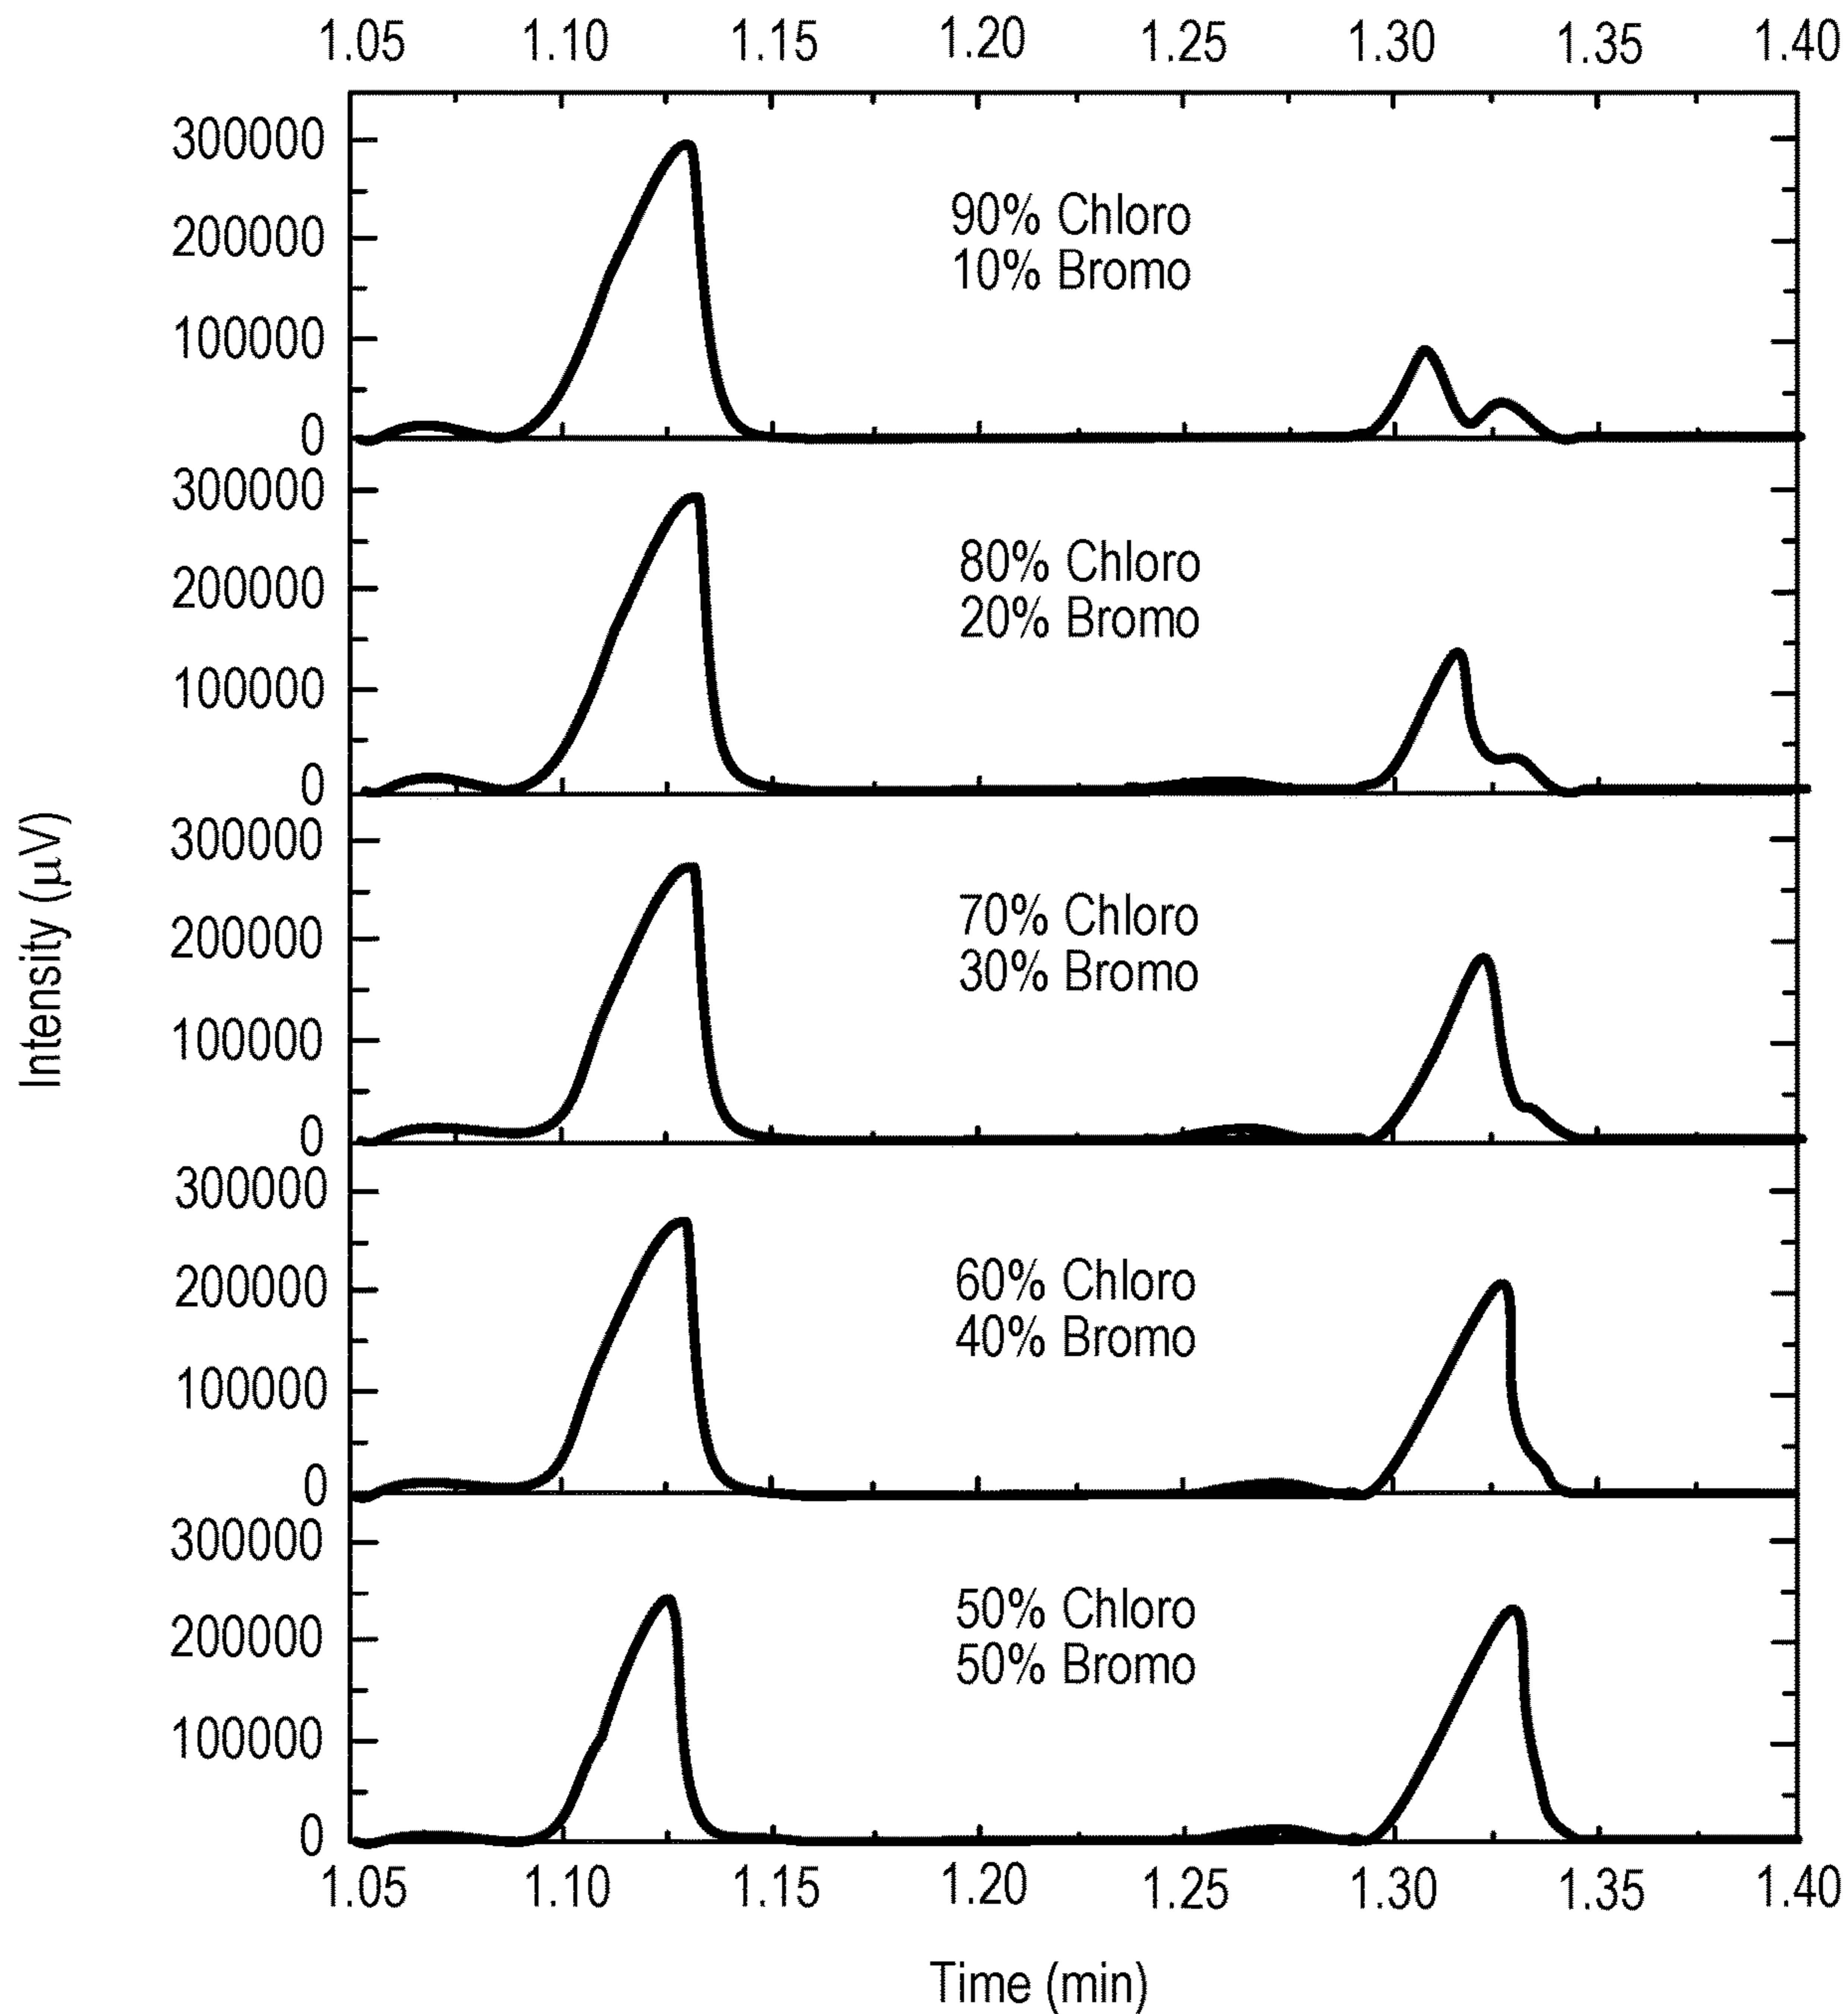 1.05 1.10 1.15 1.20 1.25 1.30 1.35 1.40
300000
200000
100000
0
90% Chloro
10% Bromo
300000
200000
100000
0
80% Chloro
20% Bromo
300000
200000
100000
0
70% Chloro
30% Bromo
300000
200000
100000
0
60% Chloro
40% Bromo
300000
200000
100000
0
50% Chloro
50% Bromo
Intensity (μV)
1.05 1.10 1.15 1.20 1.25 1.30 1.35 1.40
Time (min)